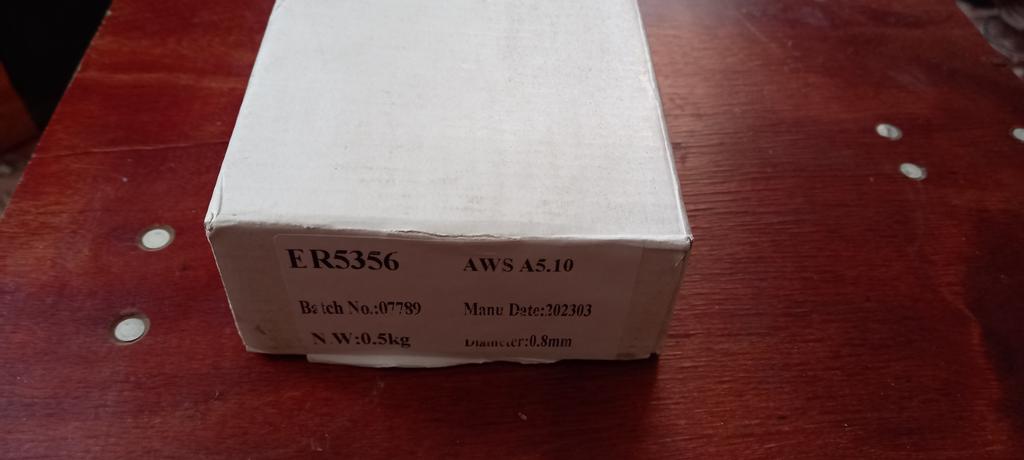 ER5356 AWS A5.10
Batch No.:07789 Manu Date:202303
N.W:0.5kg Diameter:0.8mm